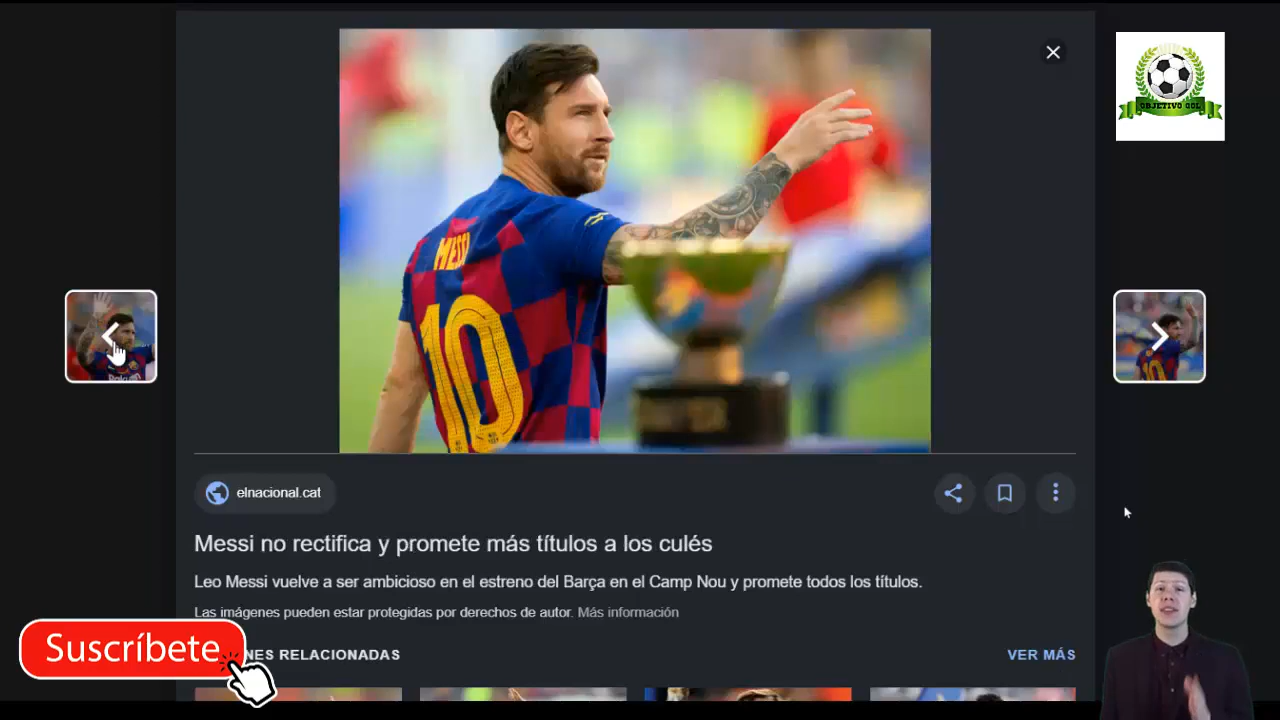 OBJETIVO GOL
MESSI
10
10
elnacional.cat
Messi no rectifica y promete más títulos a los culés
Leo Messi vuelve a ser ambicioso en el estreno del Barça en el Camp Nou y promete todos los títulos.
Las imágenes pueden estar protegidas por derechos de autor. Más información
Suscríbete
NES RELACIONADAS
VER MÁS